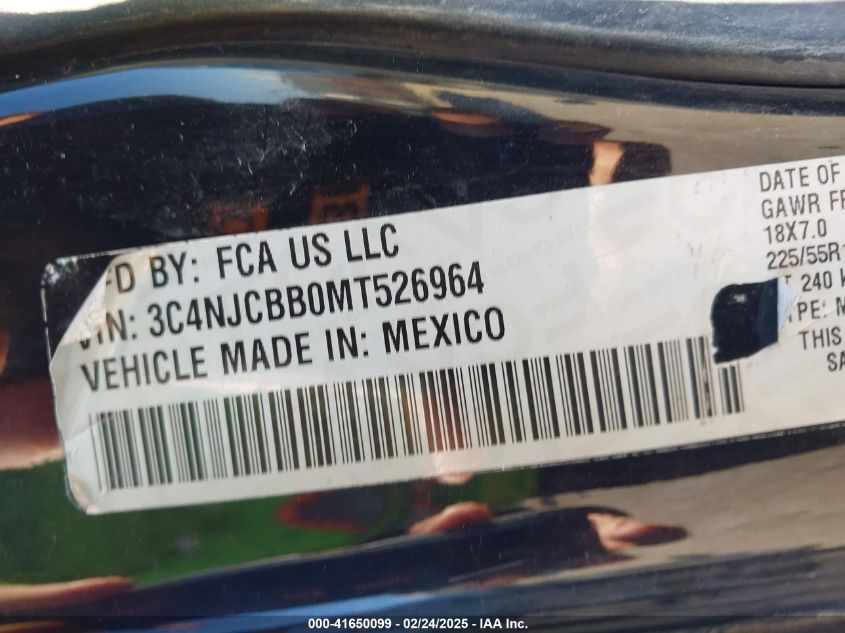 FD BY: FCA US LLC
VIN: 3C4NJCBB0MT526964
VEHICLE MADE IN: MEXICO
DATE OF
GAWR FR
18X7.0
225/55R1
240 K
YPE: M
THIS
SA
000-41650099 - 02/24/2025 - IAA Inc.